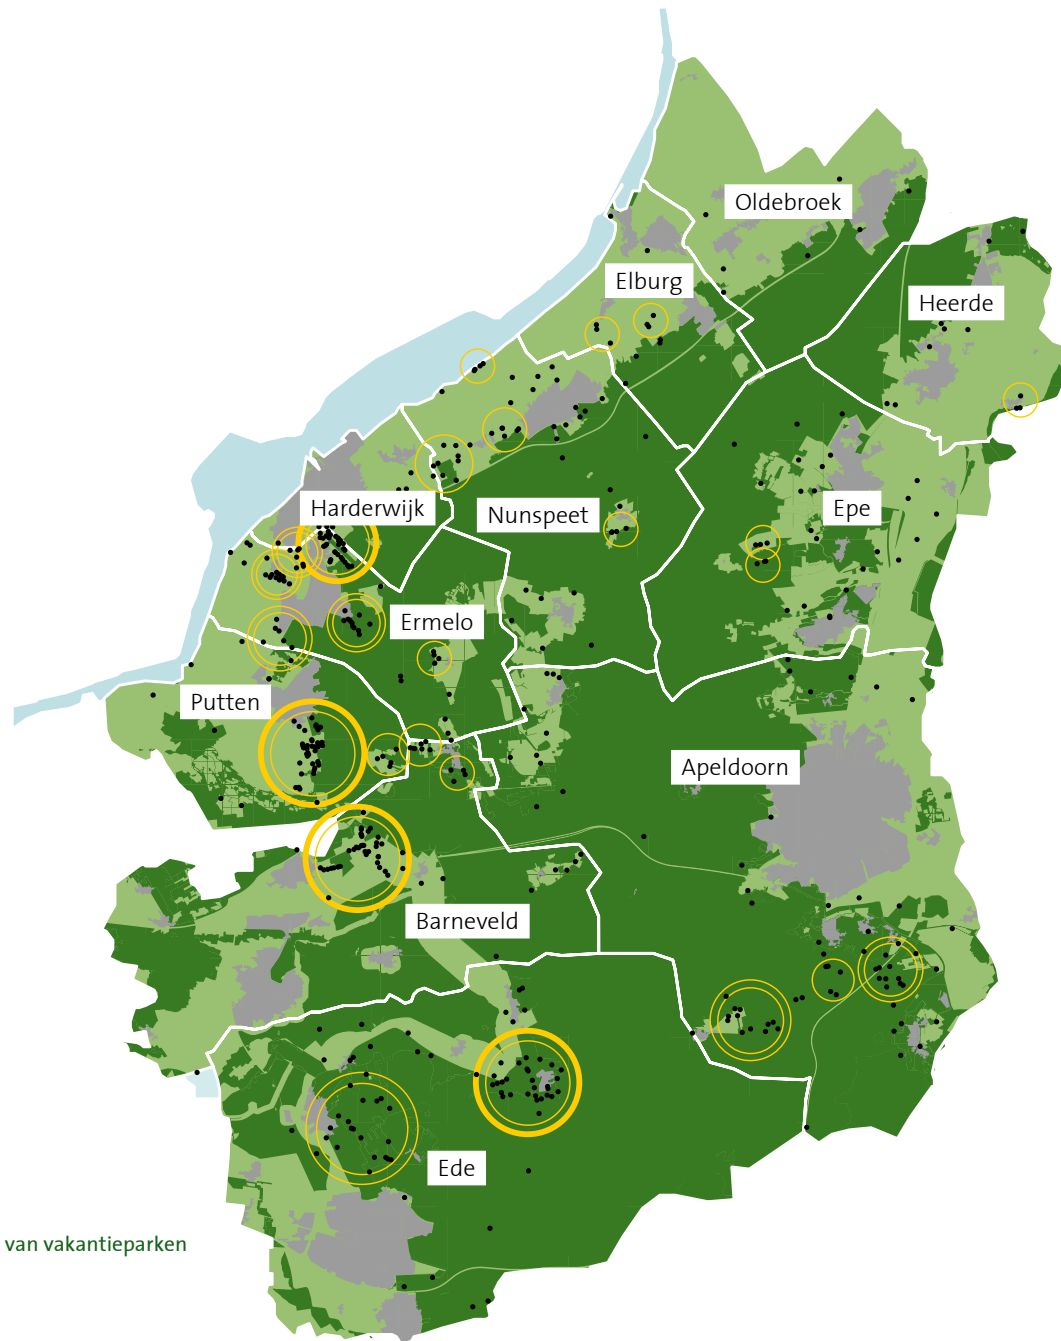 Oldebroek
Elburg
Heerde
Harderwijk
Nunspeet
Epe
Ermelo
Putten
Apeldoorn
Barneveld
Ede
van vakantieparken